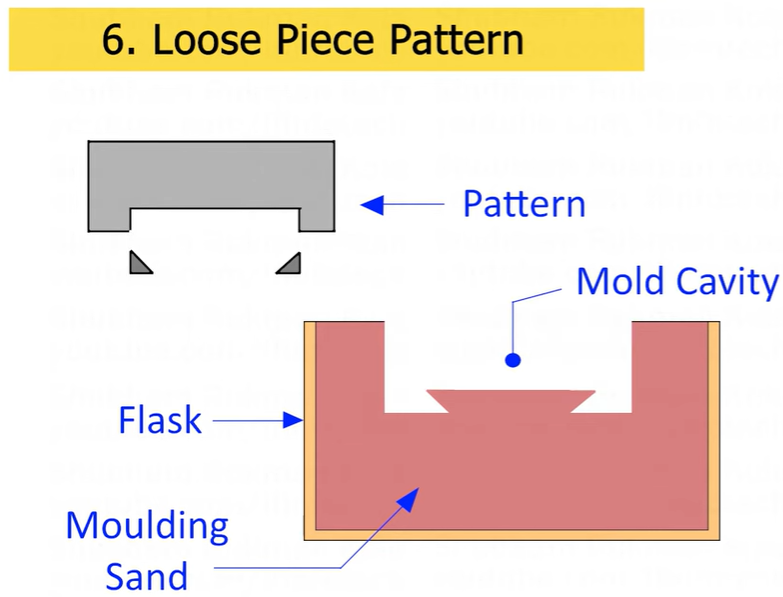 6. Loose Piece Pattern
Pattern
Mold Cavity
Flask
Moulding
Sand